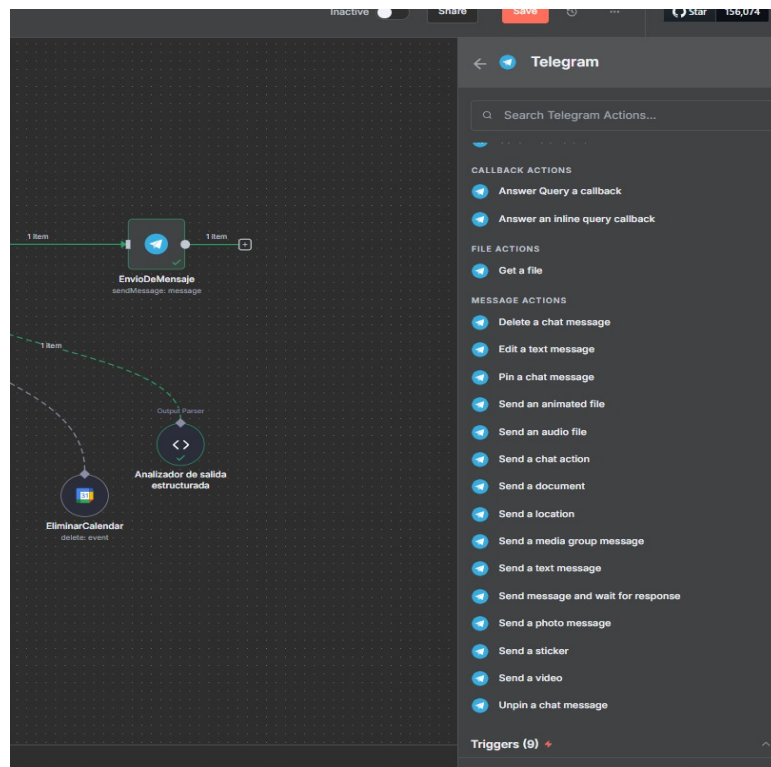 Inactive
Share
Save
Star
156,074
Telegram
Search Telegram Actions...
CALLBACK ACTIONS
Answer Query a callback
Answer an inline query callback
FILE ACTIONS
Get a file
MESSAGE ACTIONS
Delete a chat message
Edit a text message
Pin a chat message
Send an animated file
Send an audio file
Send a chat action
Send a document
Send a location
Send a media group message
Send a text message
Send message and wait for response
Send a photo message
Send a sticker
Send a video
Unpin a chat message
Triggers (9)
1 item
1 item
EnvioDeMensaje
sendMessage: message
1 item
Output Parser
Analizador de salida
estructurada
31
EliminarCalendar
delete: event